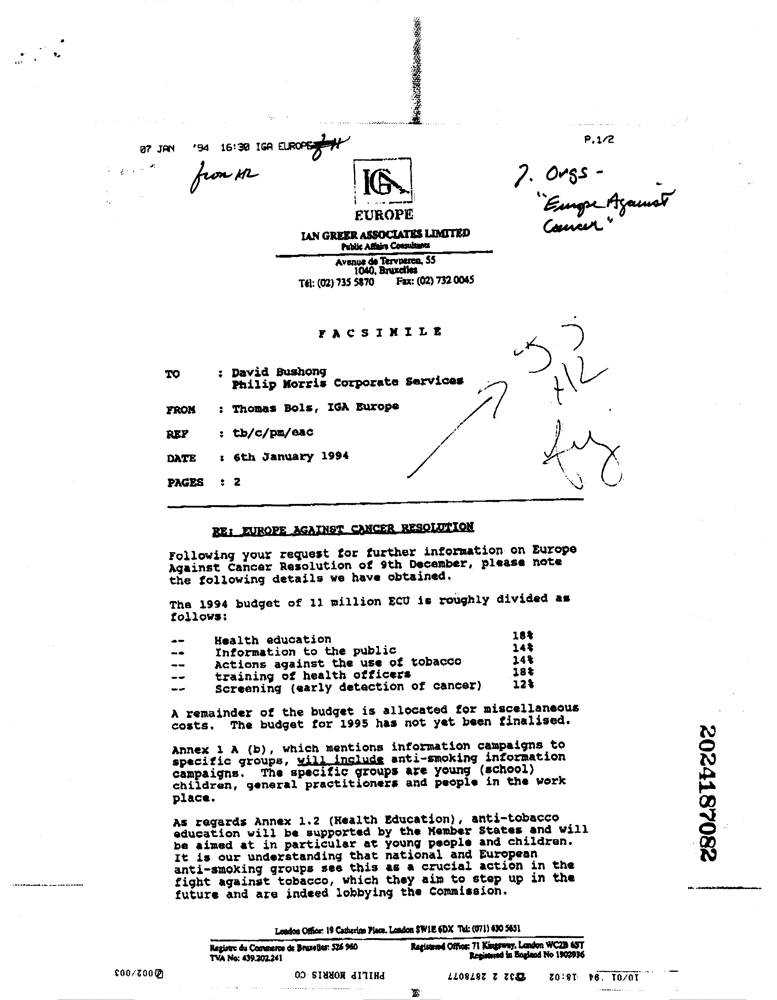 07 JAN '94 16:30 IGA EUROPE
P.1/2
from HL
7. Orgs -
"Europe Against
Cancer"
IGA
EUROPE
IAN GREER ASSOCIATES LIMITED
Public Affairs Consultants
Avenue de Tervueren, 55
1040, Bruxelles
Tél: (02) 735 5870 Fax: (02) 732 0045
FACSIMILE
TO : David Bushong
Philip Morris Corporate Services
FROM : Thomas Bols, IGA Europe
REF : tb/c/pm/eac
DATE : 6th January 1994
PAGES : 2
RE: EUROPE AGAINST CANCER RESOLUTION
Following your request for further information on Europe
Against Cancer Resolution of 9th December, please note
the following details we have obtained.
The 1994 budget of 11 million ECU is roughly divided as
follows:
-- Health education 18%
-- Information to the public 14%
-- Actions against the use of tobacco 14%
-- training of health officers 18%
-- Screening (early detection of cancer) 12%
A remainder of the budget is allocated for miscellaneous
costs. The budget for 1995 has not yet been finalised.
Annex 1 A (b), which mentions information campaigns to
specific groups, will include anti-smoking information
campaigns. The specific groups are young (school)
children, general practitioners and people in the work
place.
As regards Annex 1.2 (Health Education), anti-tobacco
education will be supported by the Member States and will
be aimed at in particular at young people and children.
It is our understanding that national and European
anti-smoking groups see this as a crucial action in the
fight against tobacco, which they aim to step up in the
future and are indeed lobbying the Commission.
2024187082
London Office: 19 Catherine Place, London SW1E 6DX Tel: (071) 630 5651
Registre du Commerce de Bruxelles: 526 960
TVA No: 439.202.241
Registered Office: 71 Kingsway, London WC2B 6ST
Registered in England No 1902936
10/01 '94 18:02 ☎32 2 2878077 PHILIP MORRIS CO 002/003